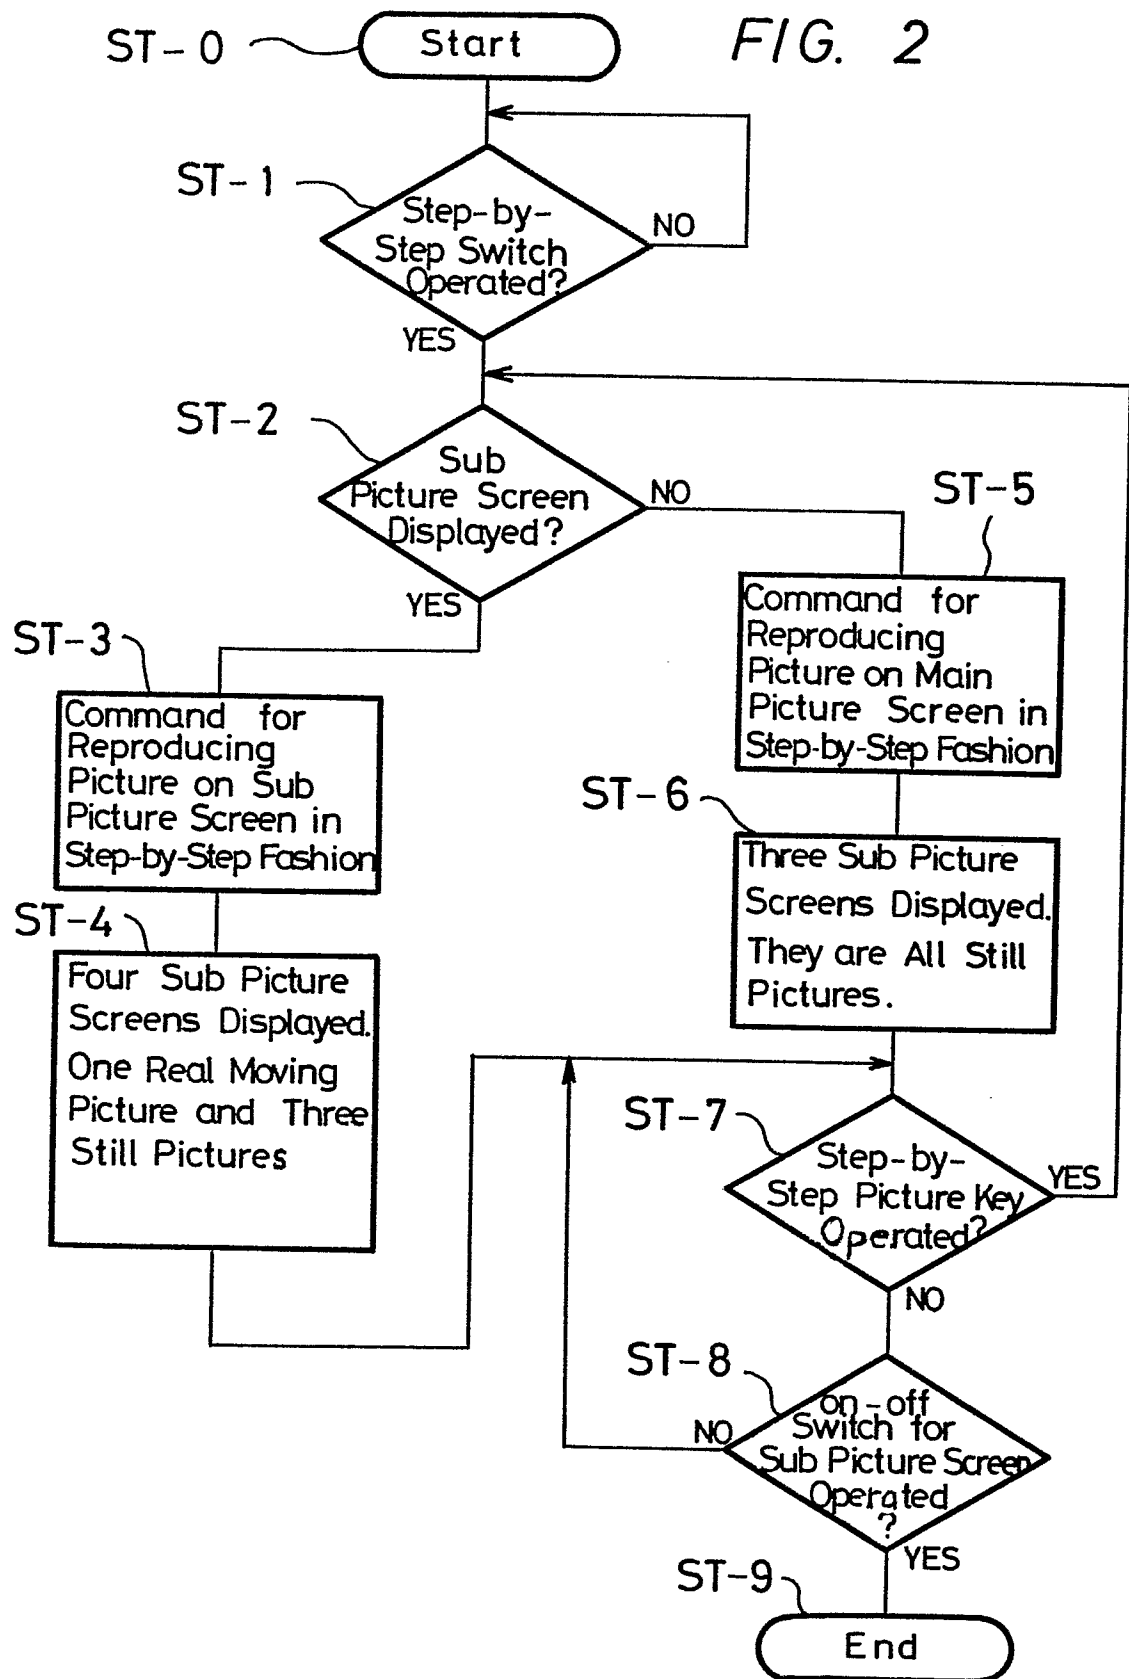 FIG. 2
ST-0
Start
ST-1
Step-by-
Step Switch
Operated?
NO
YES
ST-2
Sub
Picture Screen
Displayed?
NO
YES
ST-3
Command for
Reproducing
Picture on Sub
Picture Screen in
Step-by-Step Fashion
ST-4
Four Sub Picture
Screens Displayed.
One Real Moving
Picture and Three
Still Pictures
ST-5
Command for
Reproducing
Picture on Main
Picture Screen in
Step-by-Step Fashion
ST-6
Three Sub Picture
Screens Displayed.
They are All Still
Pictures.
ST-7
Step-by-
Step Picture Key
Operated?
YES
NO
ST-8
on-off
Switch for
Sub Picture Screen
Operated
?
NO
YES
ST-9
End